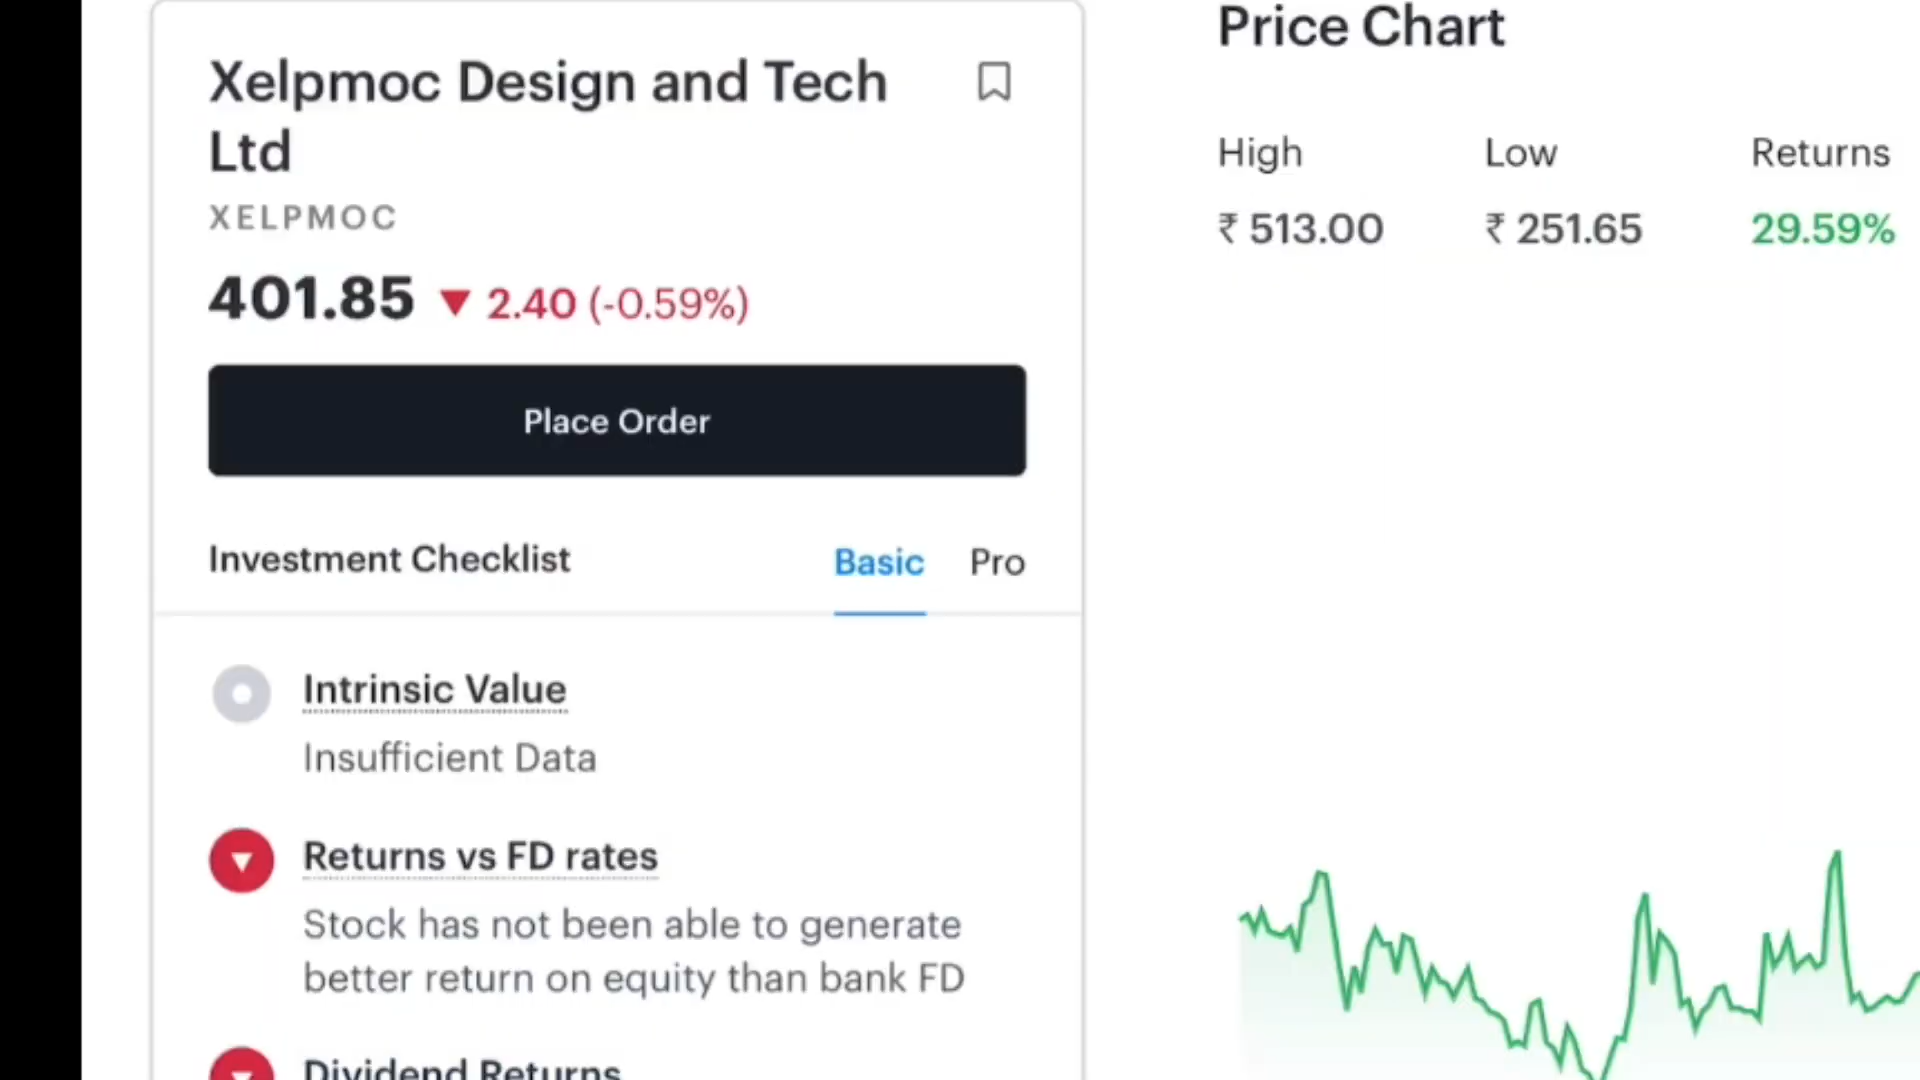 Xelpmoc Design and Tech
Ltd
XELPMOC
401.85 ▼ 2.40 (-0.59%)
Place Order
Investment Checklist
Basic Pro
Intrinsic Value
Insufficient Data
Returns vs FD rates
Stock has not been able to generate
better return on equity than bank FD
Dividend Returns
Price Chart
High Low Returns
₹ 513.00 ₹ 251.65 29.59%